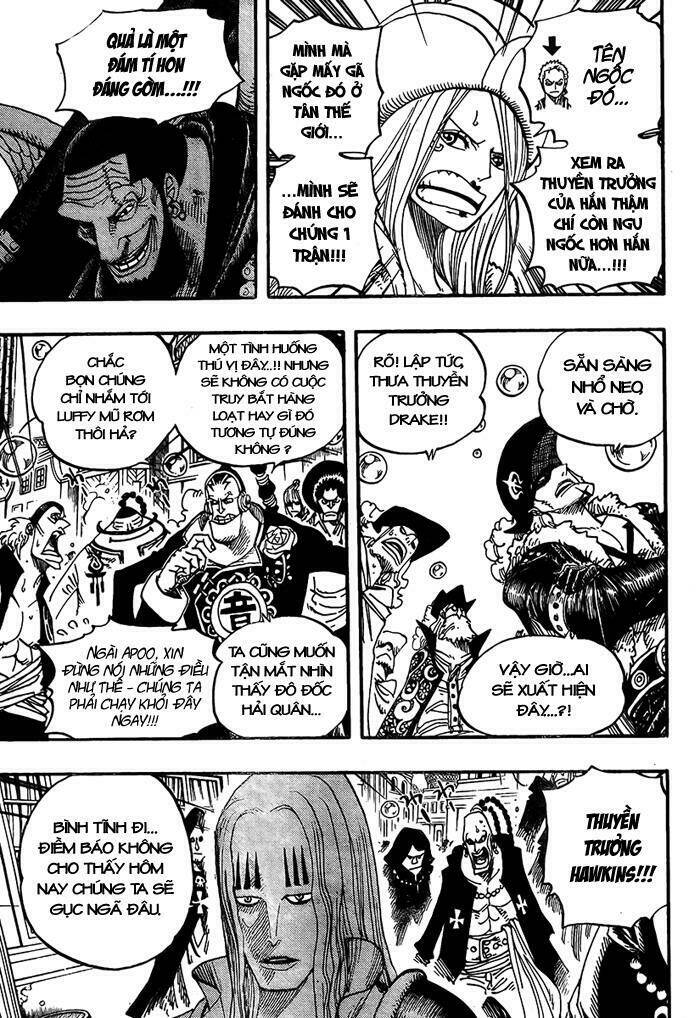 TÊN
NGỐC
ĐÓ...
XEM RA
THUYỀN TRƯỞNG
CỦA HẮN THẬM
CHÍ CÒN NGU
NGỐC HƠN HẮN
NỮA...!!!
MÌNH MÀ
GẶP MẤY GÃ
NGỐC ĐÓ Ở
TÂN THẾ
GIỚI...
...MÌNH SẼ
ĐÁNH CHO
CHÚNG 1
TRẬN!!!
QUẢ LÀ MỘT
ĐÁM TÍ HON
ĐÁNG GỜM....!!!
SẴN SÀNG
NHỔ NEO,
VÀ CHỜ.
RÕ! LẬP TỨC,
THƯA THUYỀN
TRƯỞNG
DRAKE!!
VẬY GIỜ...AI
SẼ XUẤT HIỆN
ĐÂY....?!
MỘT TÌNH HUỐNG
THÚ VỊ ĐÂY...!! NHƯNG
SẼ KHÔNG CÓ CUỘC
TRUY BẮT HÀNG
LOẠT HAY GÌ ĐÓ
TƯƠNG TỰ ĐÚNG
KHÔNG ?
CHẮC
BỌN CHÚNG
CHỈ NHẮM TỚI
LUFFY MŨ RƠM
THÔI HẢ?
音
TA CŨNG MUỐN
TẬN MẮT NHÌN
THẤY ĐÔ ĐỐC
HẢI QUÂN...
NGÀI APOO, XIN
ĐỪNG NÓI NHỮNG ĐIỀU
NHƯ THẾ - CHÚNG TA
PHẢI CHẠY KHỎI ĐÂY
NGAY!!!
THUYỀN
TRƯỞNG
HAWKINS!!!
BÌNH TĨNH ĐI...
ĐIỀM BÁO KHÔNG
CHO THẤY HÔM
NAY CHÚNG TA SẼ
GỤC NGÃ ĐÂU.